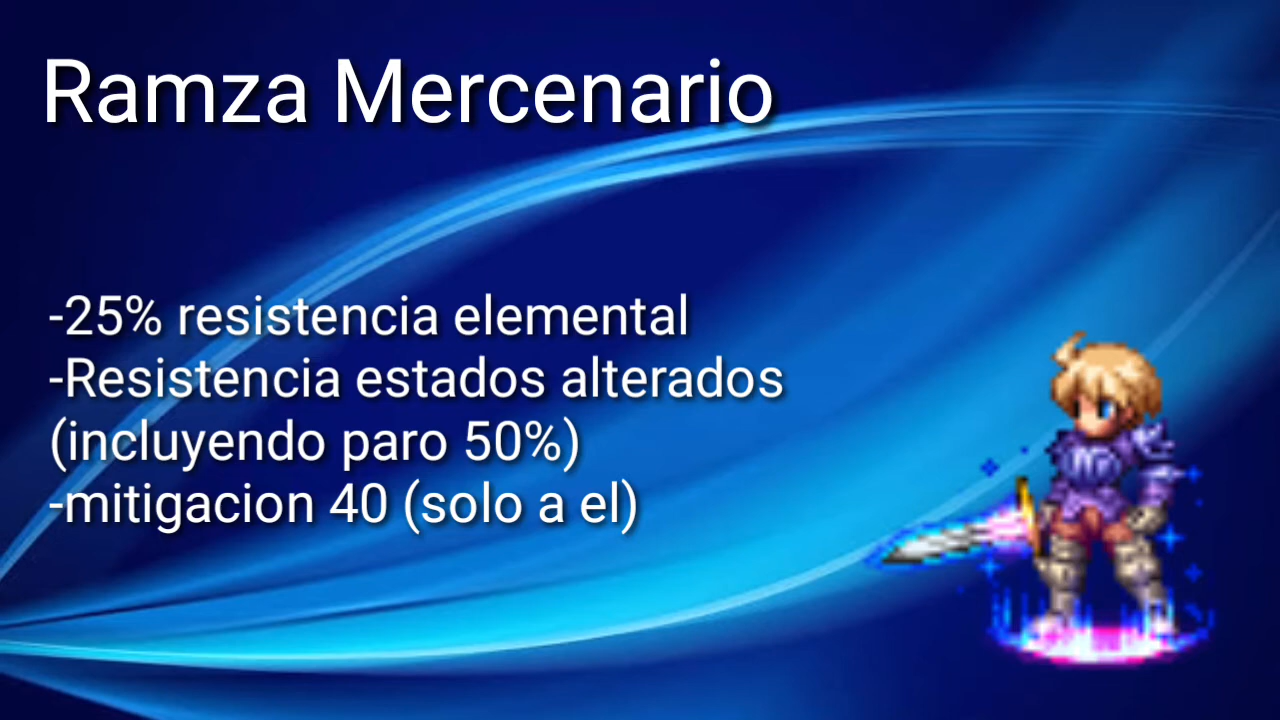 Ramza Mercenario
-25% resistencia elemental
-Resistencia estados alterados
(incluyendo paro 50%)
-mitigacion 40 (solo a el)